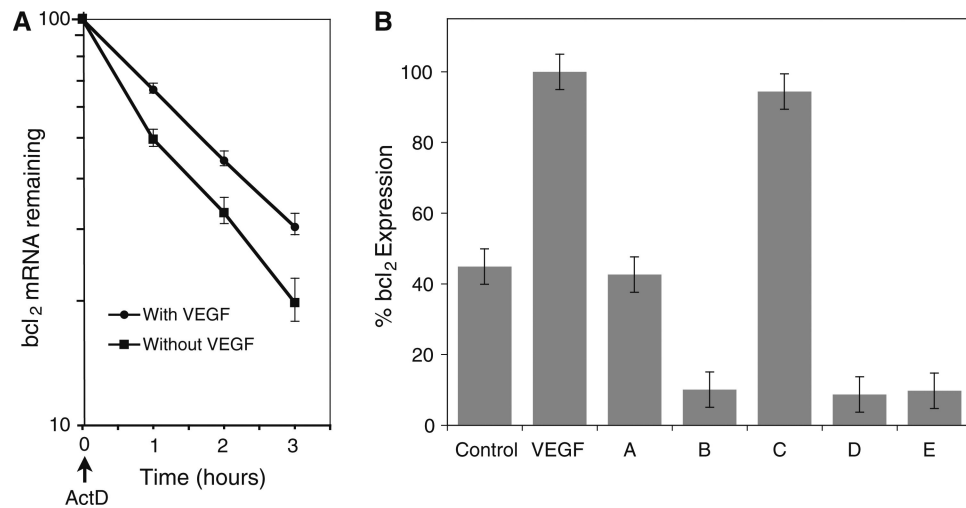 A
100
10
bcl2 mRNA remaining
With VEGF
Without VEGF
0 1 2 3
Time (hours)
ActD
B
100
80
60
40
20
0
% bcl2 Expression
Control VEGF A B C D E